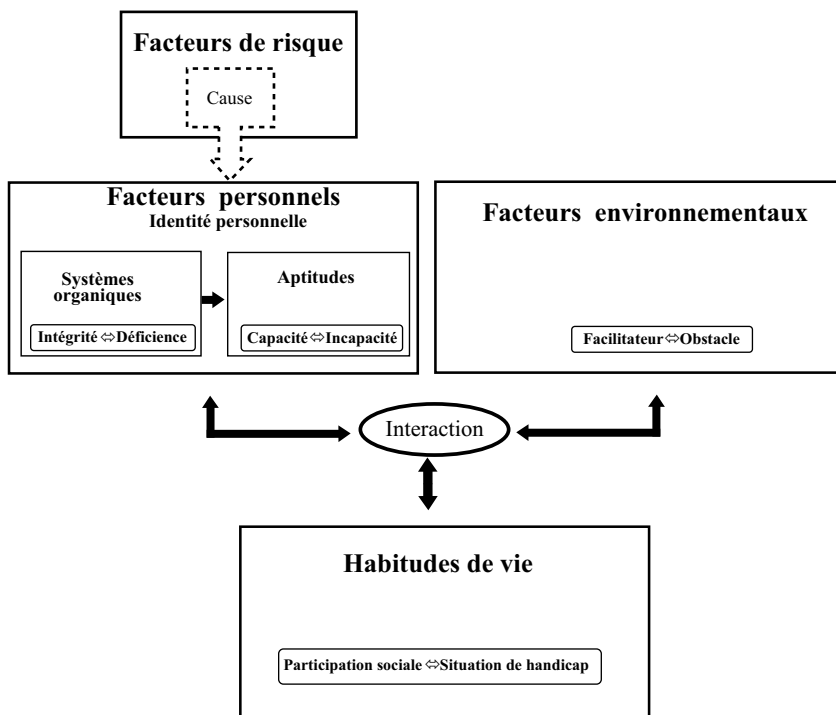 Facteurs de risque
Cause
Facteurs personnels
Identité personnelle
Systèmes
organiques
Intégrité ⇔ Déficience
Aptitudes
Capacité ⇔ Incapacité
Facteurs environnementaux
Facilitateur ⇔ Obstacle
Interaction
Habitudes de vie
Participation sociale ⇔ Situation de handicap